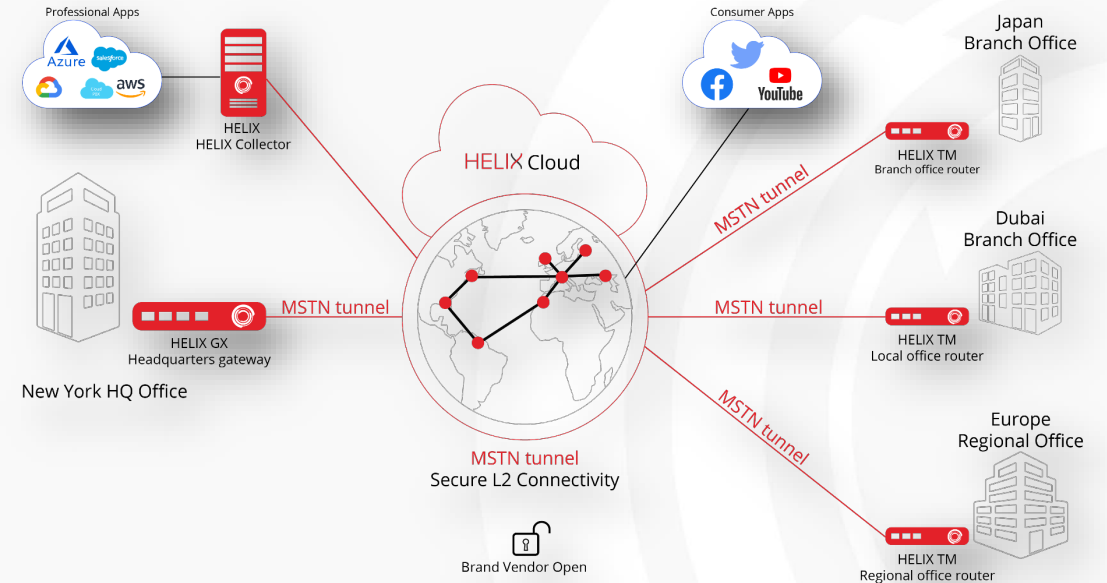 Professional Apps
Azure
salesforce
aws
HELIX
HELIX Collector
Consumer Apps
YouTube
Japan
Branch Office
HELIX TM
Branch office router
HELIX Cloud
MSTN tunnel
Dubai
Branch Office
MSTN tunnel
HELIX GX
Headquarters gateway
New York HQ Office
MSTN tunnel
HELIX TM
Local office router
MSTN tunnel
Europe
Regional Office
MSTN tunnel
Secure L2 Connectivity
Brand Vendor Open
HELIX TM
Regional office router